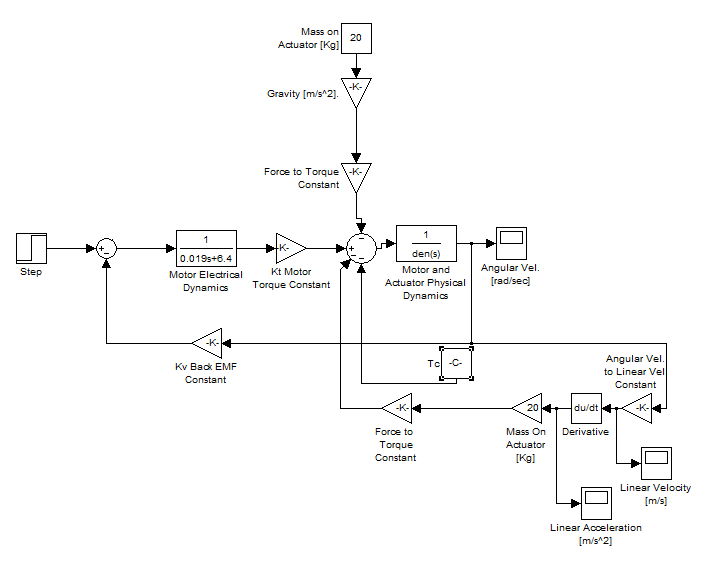 Mass on
Actuator [Kg]
20
-K-
Gravity [m/s^2].
Force to Torque
Constant
-K-
Step
1
0.019s+6.4
Motor Electrical
Dynamics
-K-
Kt Motor
Torque Constant
1
den(s)
Motor and
Actuator Physical
Dynamics
Angular Vel.
[rad/sec]
-K-
Kv Back EMF
Constant
Tc
-C-
Angular Vel.
to Linear Vel
Constant
-K-
Force to
Torque
Constant
20
Mass On
Actuator
[Kg]
du/dt
Derivative
-K-
Linear Velocity
[m/s]
Linear Acceleration
[m/s^2]